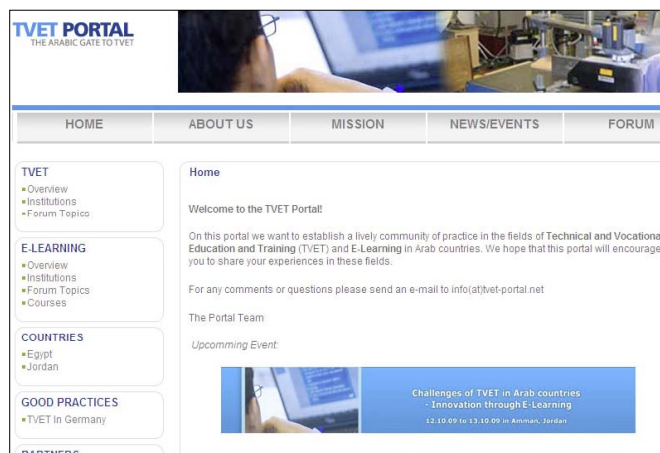 TVET PORTAL
THE ARABIC GATE TO TVET
HOME
ABOUT US
MISSION
NEWS/EVENTS
FORUM
TVET
Overview
Institutions
Forum Topics
E-LEARNING
Overview
Institutions
Forum Topics
Courses
COUNTRIES
Egypt
Jordan
GOOD PRACTICES
TVET In Germany
PARTNERS
Home
Welcome to the TVET Portal!
On this portal we want to establish a lively community of practice in the fields of Technical and Vocationa
Education and Training (TVET) and E-Learning in Arab countries. We hope that this portal will encourage
you to share your experiences in these fields.
For any comments or questions please send an e-mail to info(at)tvet-portal.net
The Portal Team
Upcomming Event:
Challenges of TVET in Arab countries
- Innovation through E-Learning
12.10.09 to 13.10.09 in Amman, Jordan